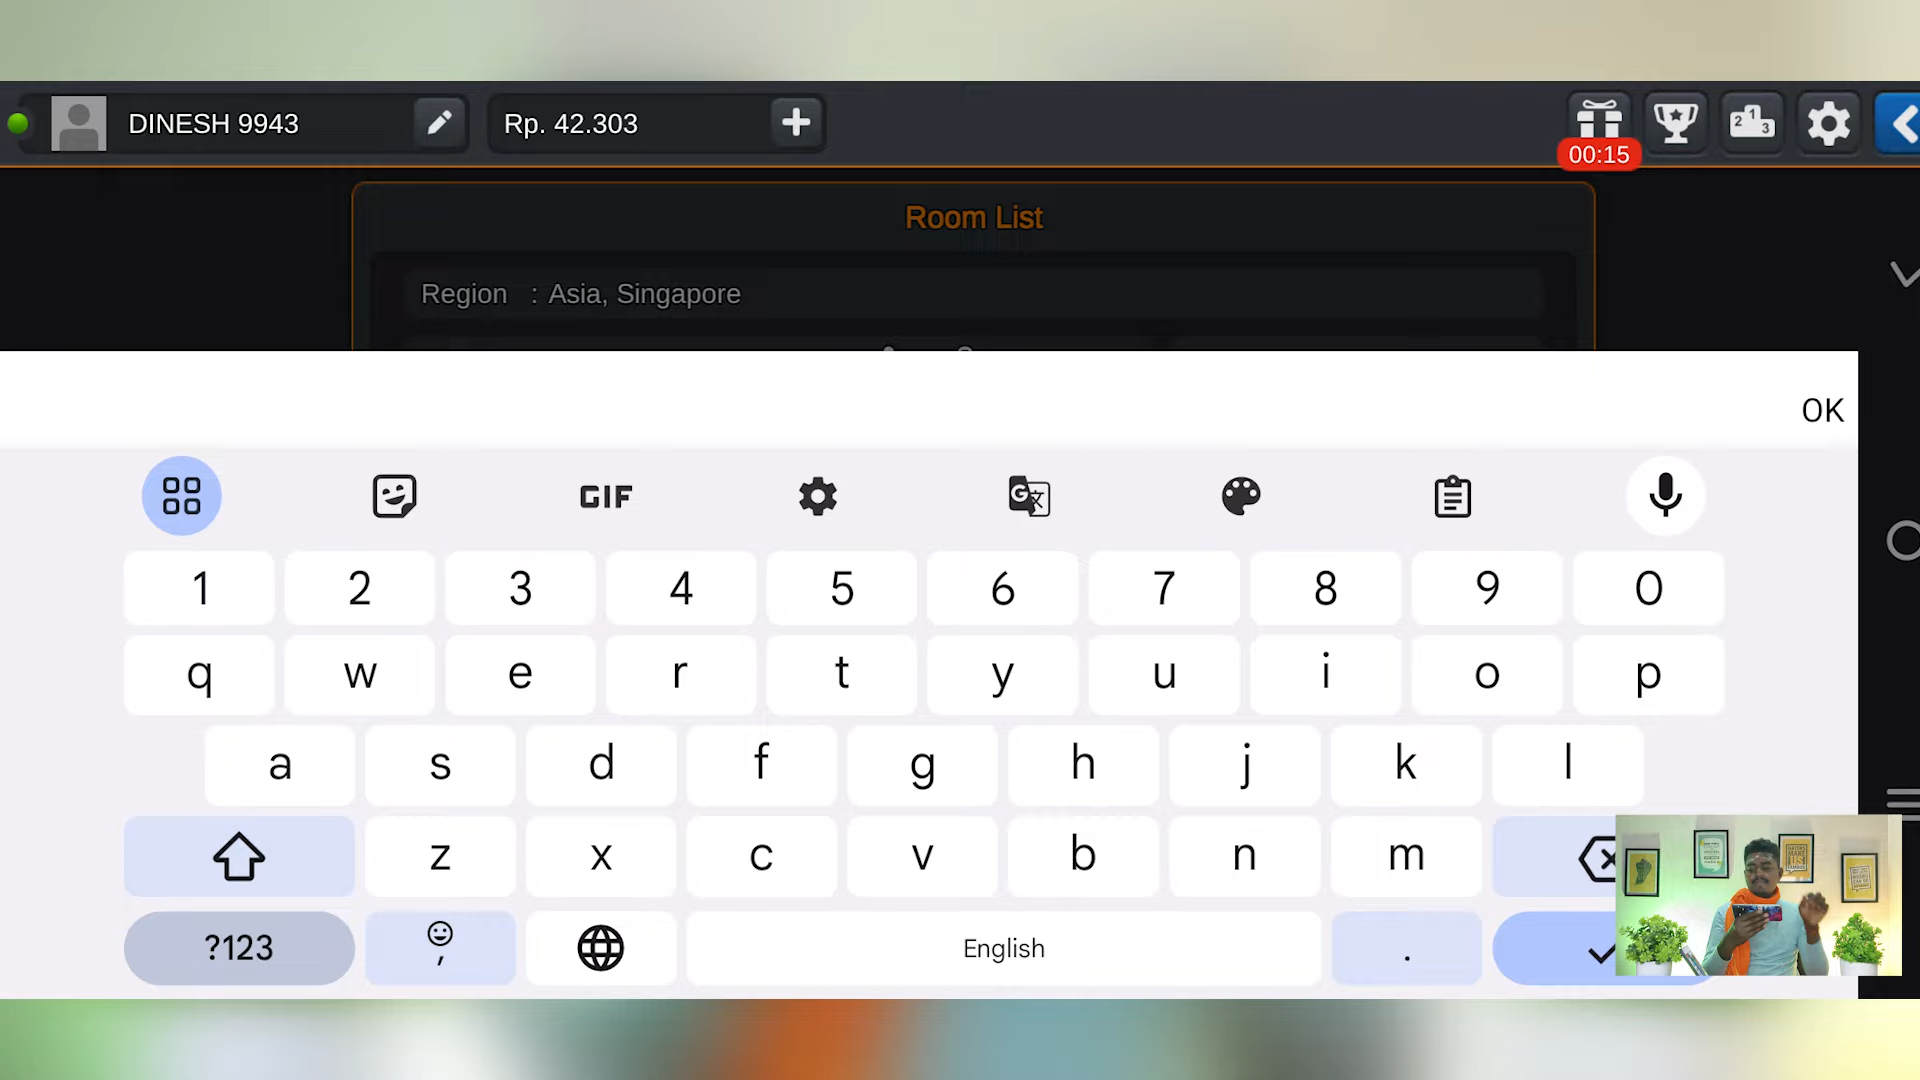 DINESH 9943
Rp. 42.303
00:15
Room List
Region : Asia, Singapore
OK
GIF
1 2 3 4 5 6 7 8 9 0
q w e r t y u i o p
a s d f g h j k l
z x c v b n m
?123 , English .